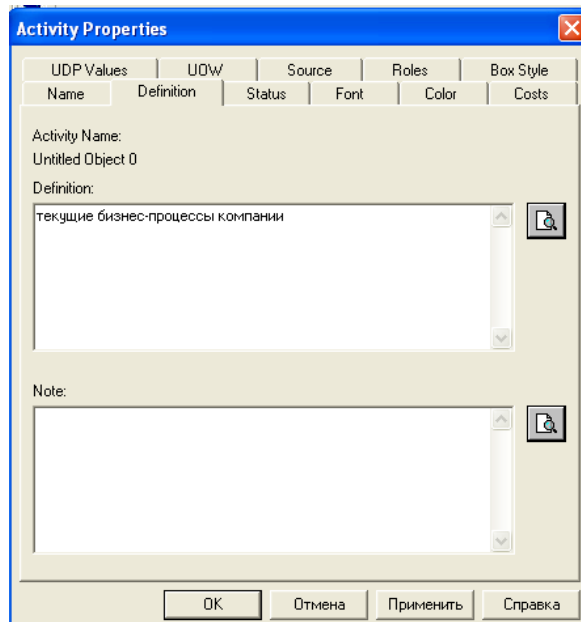 Activity Properties
UDP Values UOW Source Roles Box Style
Name Definition Status Font Color Costs
Activity Name:
Untitled Object 0
Definition:
текущие бизнес-процессы компании
Note:
OK Отмена Применить Справка